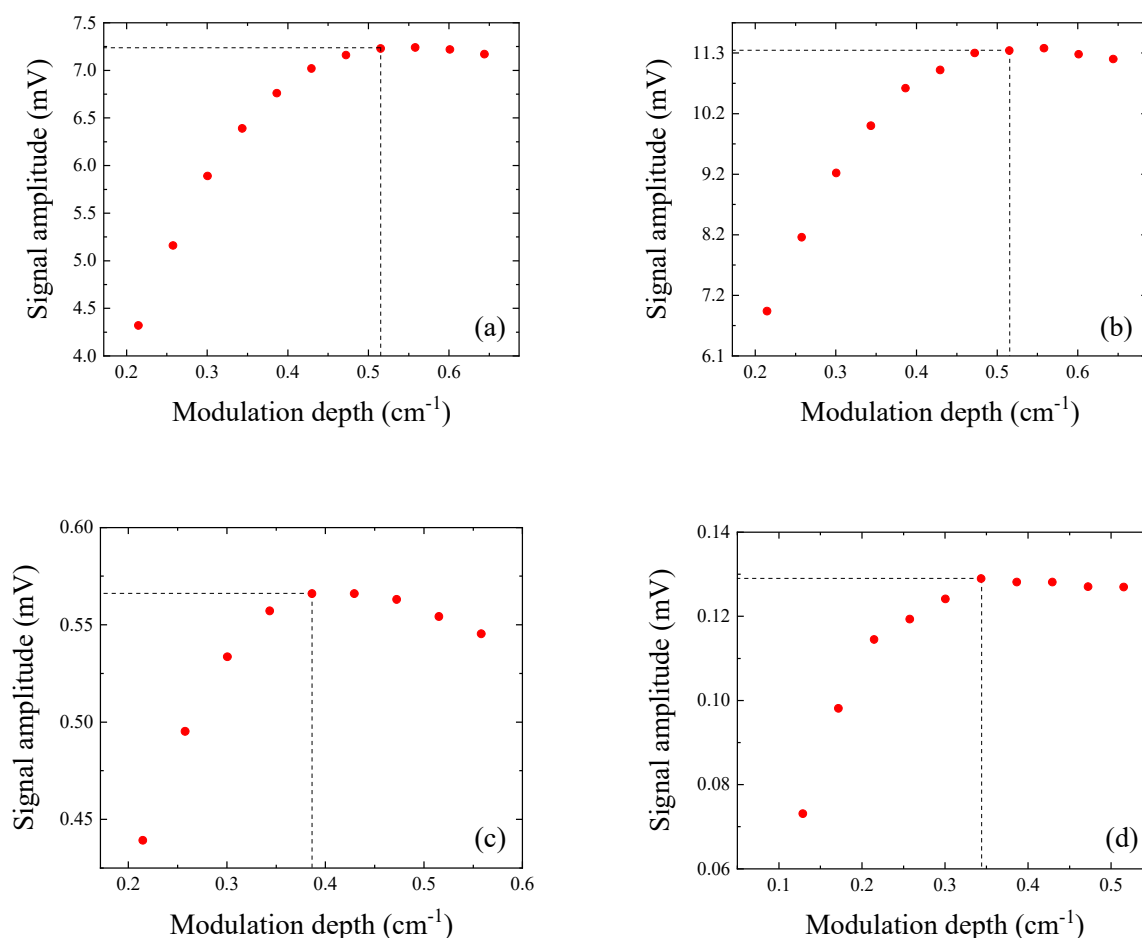 7.5
7.0
6.5
6.0
5.5
5.0
4.5
4.0
Signal amplitude (mV)
(a)
0.2 0.3 0.4 0.5 0.6
Modulation depth (cm⁻¹)
11.3
10.2
9.2
8.2
7.2
6.1
Signal amplitude (mV)
(b)
0.2 0.3 0.4 0.5 0.6
Modulation depth (cm⁻¹)
0.60
0.55
0.50
0.45
Signal amplitude (mV)
(c)
0.2 0.3 0.4 0.5 0.6
Modulation depth (cm⁻¹)
0.14
0.12
0.10
0.08
0.06
Signal amplitude (mV)
(d)
0.1 0.2 0.3 0.4 0.5
Modulation depth (cm⁻¹)